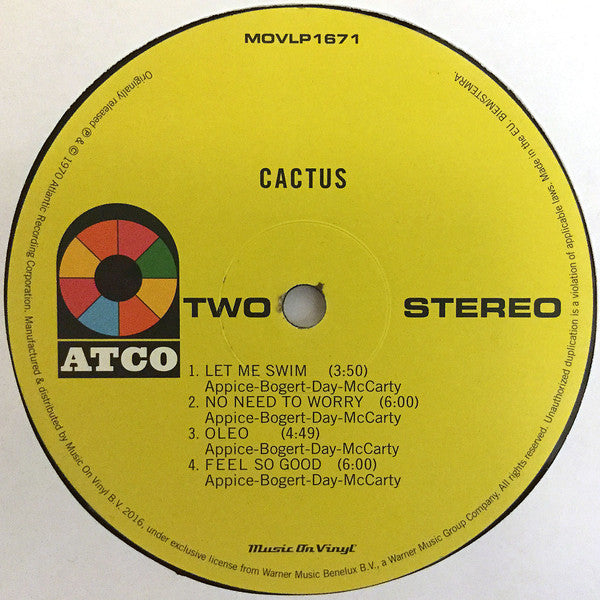 MOVLP1671
CACTUS
ATCO
TWO
STEREO
1. LET ME SWIM (3:50)
Appice-Bogert-Day-McCarty
2. NO NEED TO WORRY (6:00)
Appice-Bogert-Day-McCarty
3. OLEO (4:49)
Appice-Bogert-Day-McCarty
4. FEEL SO GOOD (6:00)
Appice-Bogert-Day-McCarty
Music On Vinyl
Originally released ℗ & © 1970 Atlantic Recording Corporation. Manufactured & distributed by Music On Vinyl B.V. 2016, under exclusive license from Warner Music Benelux B.V., a Warner Music Group Company. All rights reserved. Unauthorized duplication is a violation of applicable laws. Made in the EU. BIEM/STEMRA.